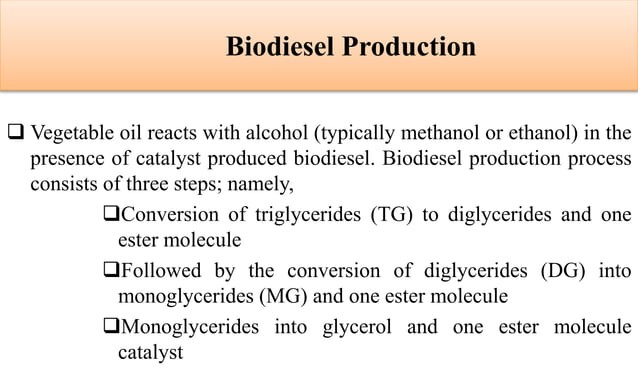 Biodiesel Production
❑ Vegetable oil reacts with alcohol (typically methanol or ethanol) in the
presence of catalyst produced biodiesel. Biodiesel production process
consists of three steps; namely,
❑Conversion of triglycerides (TG) to diglycerides and one
ester molecule
❑Followed by the conversion of diglycerides (DG) into
monoglycerides (MG) and one ester molecule
❑Monoglycerides into glycerol and one ester molecule
catalyst